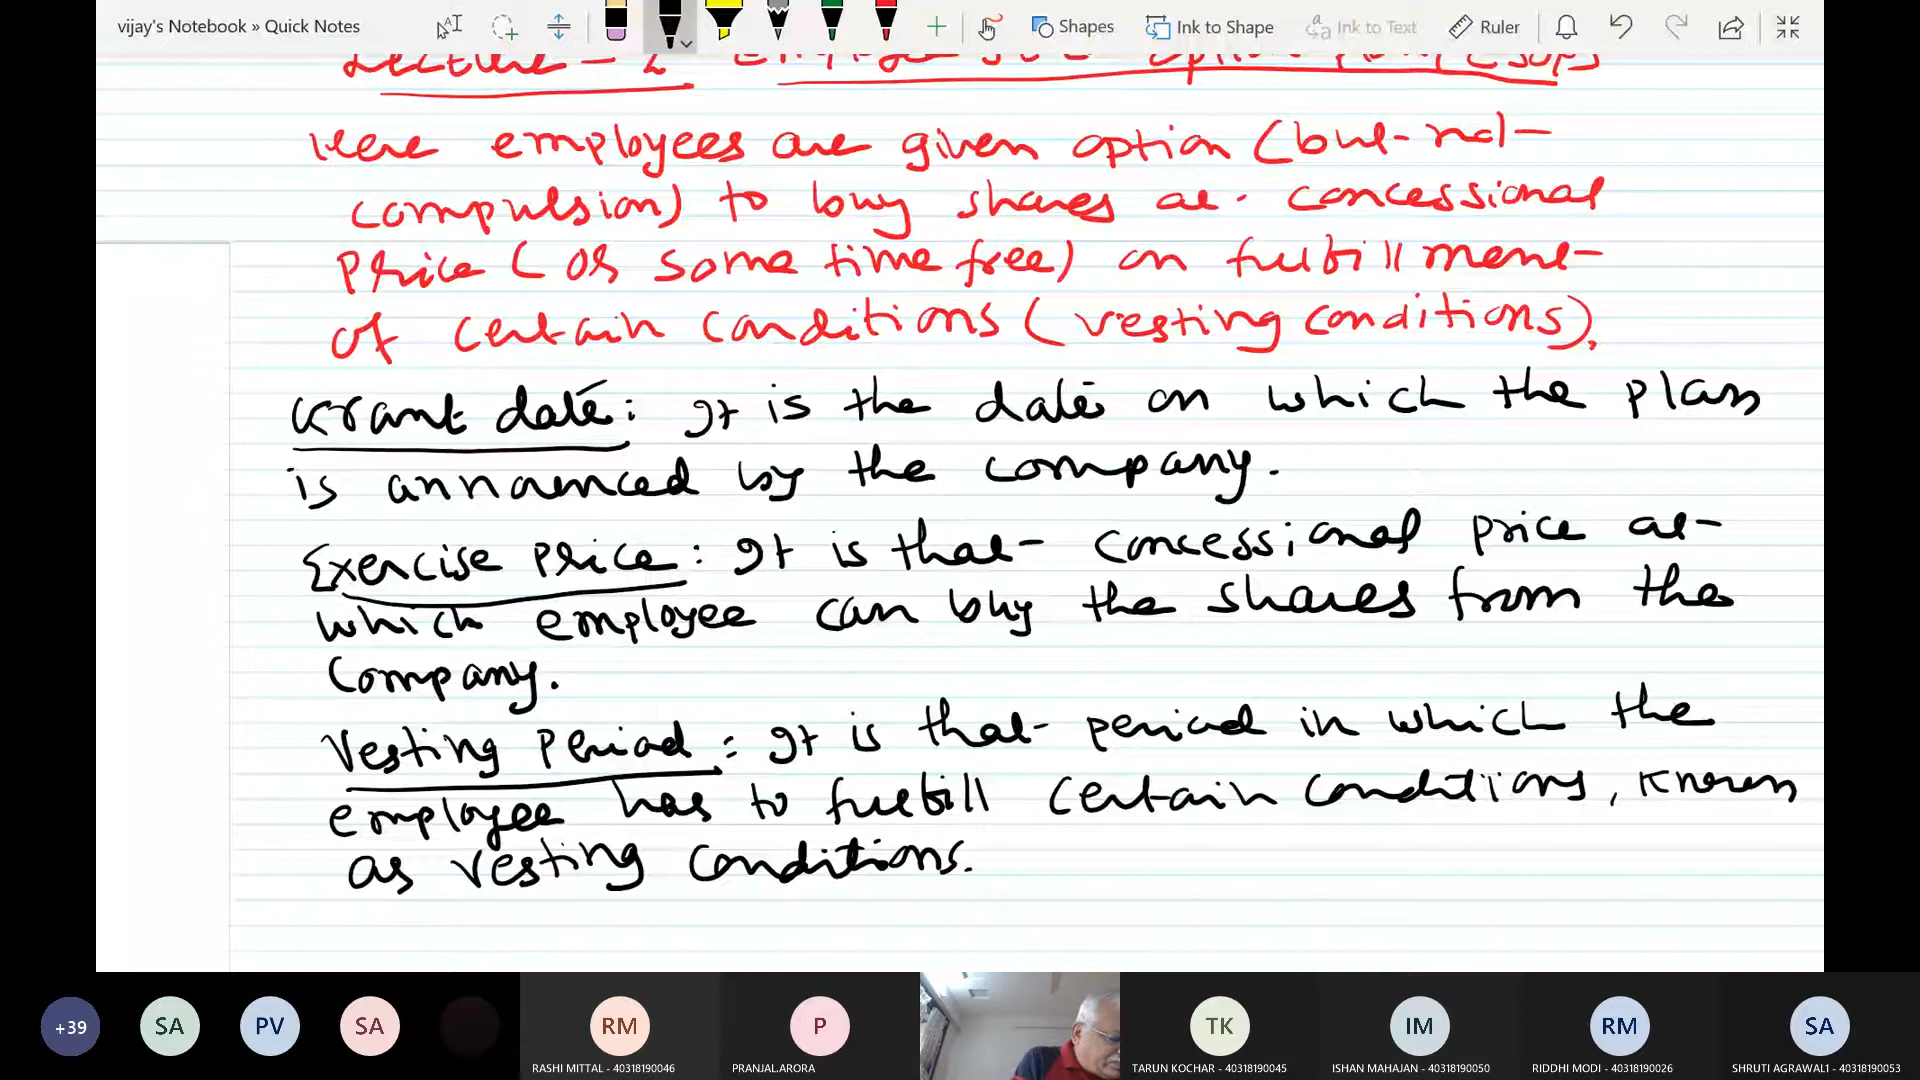 vijay's Notebook » Quick Notes
Shapes
Ink to Shape
Ink to Text
Ruler
Lecture - 2
Here employees are given option (but not
compulsion) to buy shares at concessional
Price (or some time free) on fulfillment
of certain conditions (vesting conditions).
Grant date: It is the date on which the plan
is announced by the company.
Exercise Price: It is that concessional price at
which employee can buy the shares from the
Company.
Vesting Period: It is that period in which the
employee has to fulfill certain conditions, known
as vesting conditions.
+39
SA
PV
SA
RM
P
TK
IM
RM
SA
RASHI MITTAL - 40318190046
PRANJAL.ARORA
TARUN KOCHAR - 40318190045
ISHAN MAHAJAN - 40318190050
RIDDHI MODI - 40318190026
SHRUTI AGRAWAL1 - 40318190053